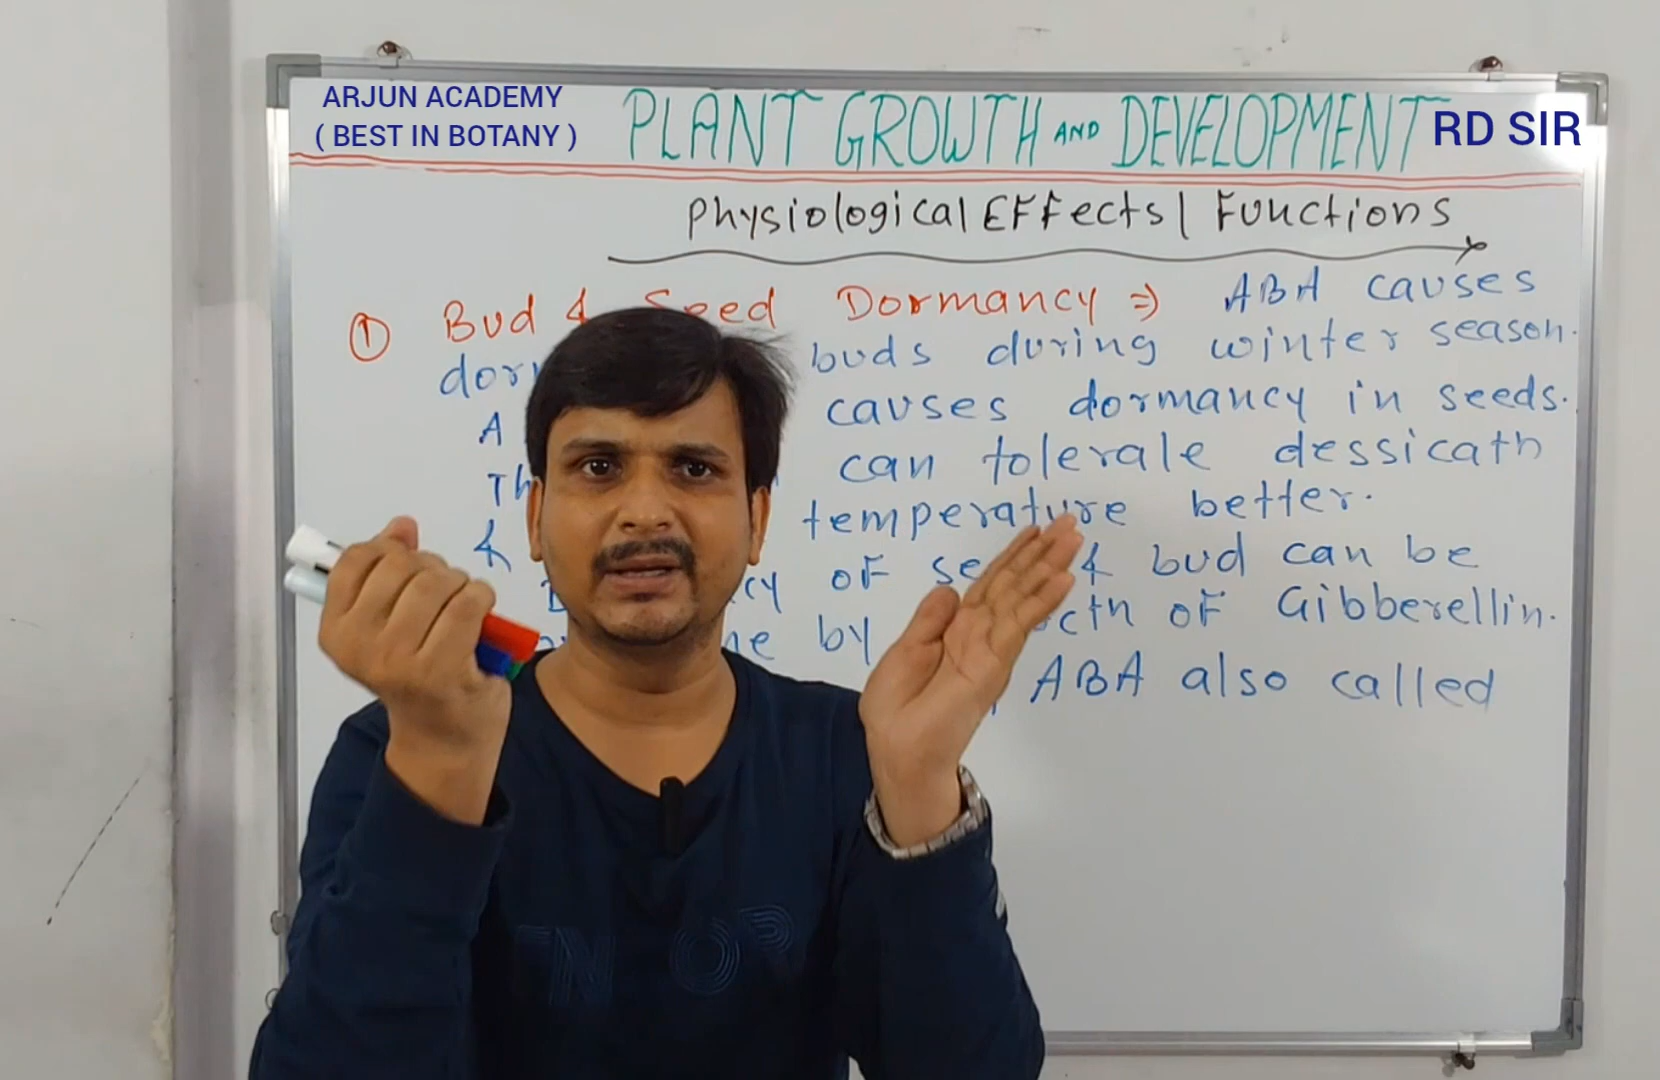 ARJUN ACADEMY
( BEST IN BOTANY )
PLANT GROWTH AND DEVELOPMENT
RD SIR
Physiological Effects / Functions
① Bud & Seed Dormancy ⇒ ABA causes
buds during winter season.
A causes dormancy in seeds.
can tolerale dessicatn
& temperature better.
of & bud can be
by of Gibberellin.
ABA also called